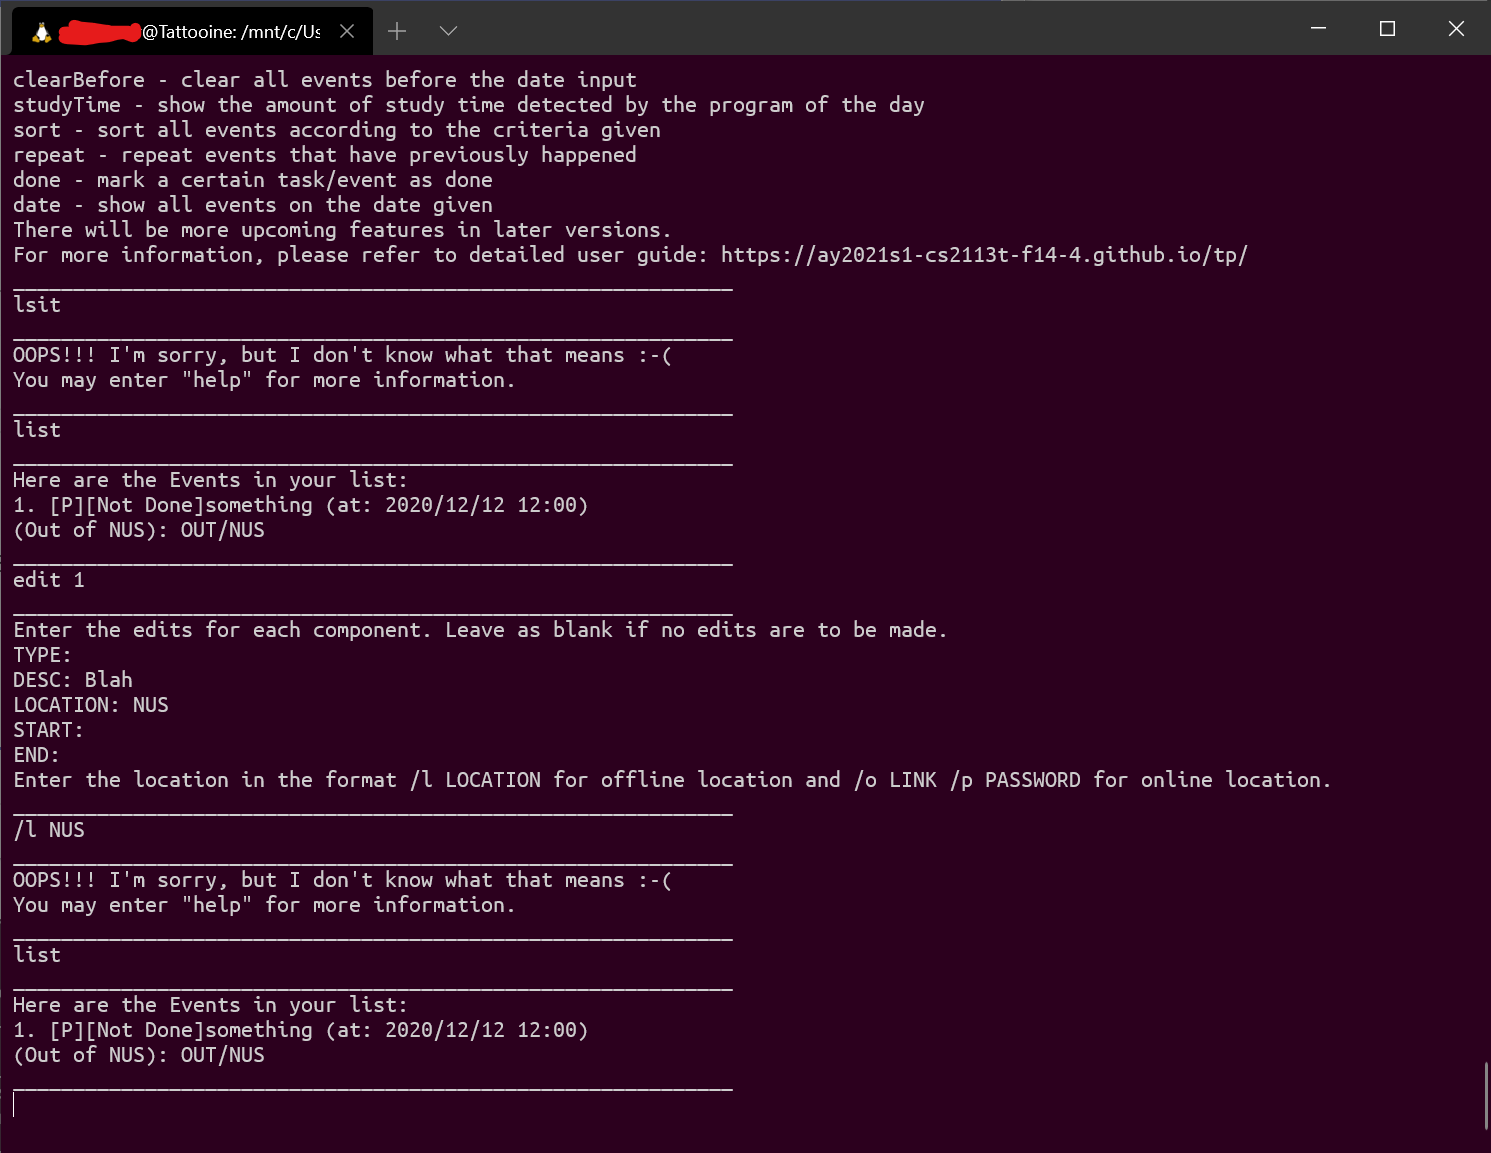 @Tattooine: /mnt/c/Us
clearBefore - clear all events before the date input
studyTime - show the amount of study time detected by the program of the day
sort - sort all events according to the criteria given
repeat - repeat events that have previously happened
done - mark a certain task/event as done
date - show all events on the date given
There will be more upcoming features in later versions.
For more information, please refer to detailed user guide: https://ay2021s1-cs2113t-f14-4.github.io/tp/
____________________________________________________________
lsit
____________________________________________________________
OOPS!!! I'm sorry, but I don't know what that means :-(
You may enter "help" for more information.
____________________________________________________________
list
____________________________________________________________
Here are the Events in your list:
1. [P][Not Done]something (at: 2020/12/12 12:00)
(Out of NUS): OUT/NUS
____________________________________________________________
edit 1
____________________________________________________________
Enter the edits for each component. Leave as blank if no edits are to be made.
TYPE:
DESC: Blah
LOCATION: NUS
START:
END:
Enter the location in the format /l LOCATION for offline location and /o LINK /p PASSWORD for online location.
____________________________________________________________
/l NUS
____________________________________________________________
OOPS!!! I'm sorry, but I don't know what that means :-(
You may enter "help" for more information.
____________________________________________________________
list
____________________________________________________________
Here are the Events in your list:
1. [P][Not Done]something (at: 2020/12/12 12:00)
(Out of NUS): OUT/NUS
____________________________________________________________